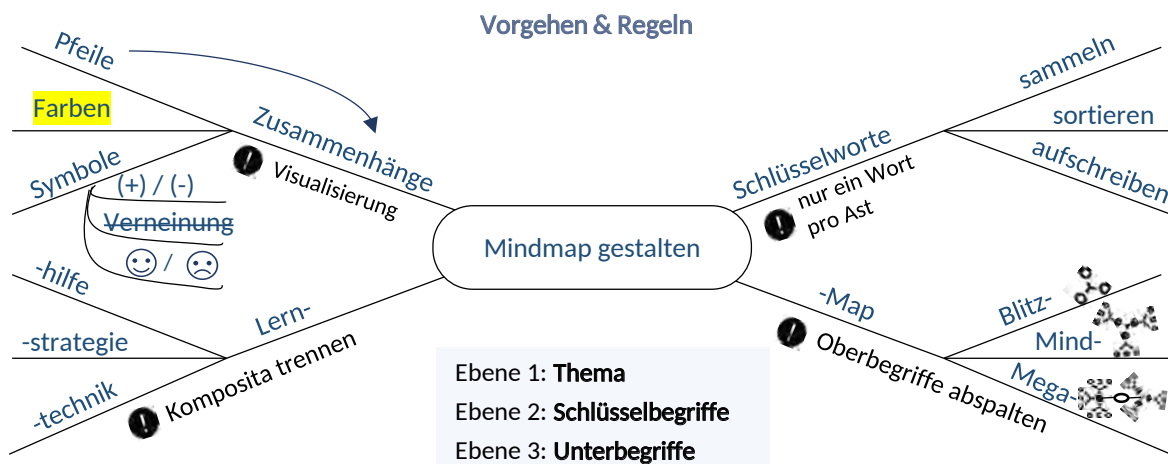 Vorgehen & Regeln
Mindmap gestalten
Zusammenhänge
Visualisierung
Pfeile
Farben
Symbole
(+) / (-)
Verneinung
/
Lern-
Komposita trennen
-hilfe
-strategie
-technik
Schlüsselworte
nur ein Wort
pro Ast
sammeln
sortieren
aufschreiben
-Map
Oberbegriffe abspalten
Blitz-
Mind-
Mega-
Ebene 1: Thema
Ebene 2: Schlüsselbegriffe
Ebene 3: Unterbegriffe